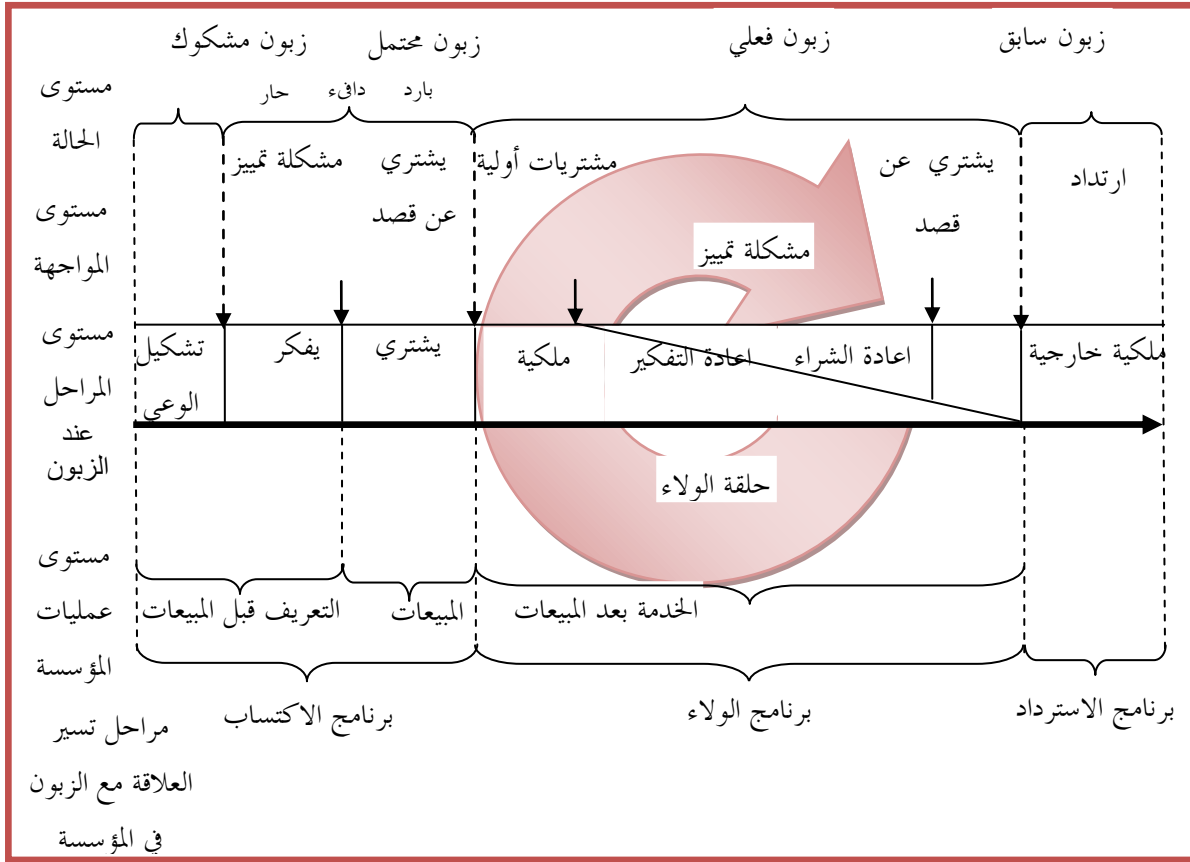 زبون مشكوك
زبون محتمل
زبون فعلي
زبون سابق
حار
دافىء
بارد
مستوى
الحالة
مشكلة تمييز
يشتري
عن قصد
مشتريات أولية
يشتري عن
قصد
ارتداد
مستوى
المواجهة
مشكلة تمييز
مستوى
المراحل
عند
الزبون
تشكيل
الوعي
يفكر
يشتري
ملكية
اعادة التفكير
اعادة الشراء
ملكية خارجية
حلقة الولاء
مستوى
عمليات
المؤسسة
التعريف قبل المبيعات
المبيعات
الخدمة بعد المبيعات
مراحل تسير
العلاقة مع الزبون
في المؤسسة
برنامج الاكتساب
برنامج الولاء
برنامج الاسترداد